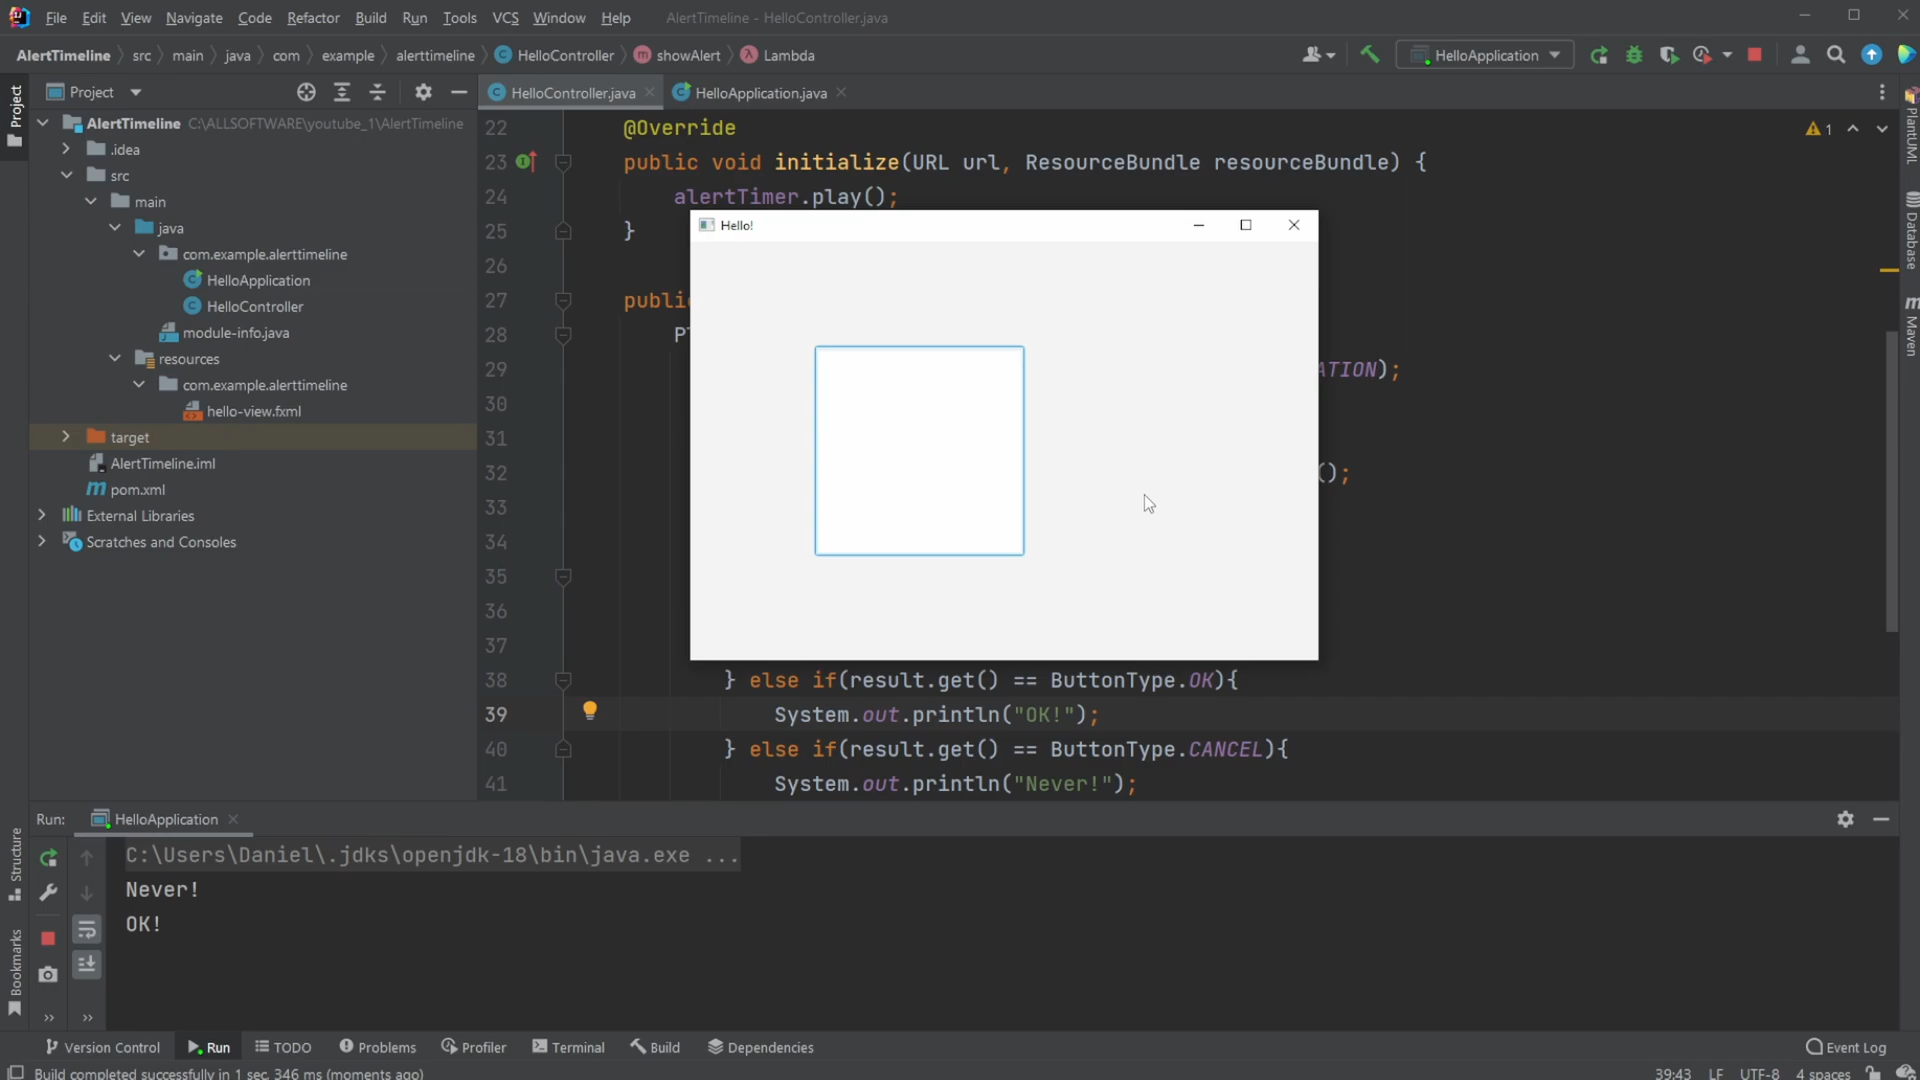 File Edit View Navigate Code Refactor Build Run Tools VCS Window Help AlertTimeline - HelloController.java
AlertTimeline src main java com example alerttimeline HelloController showAlert Lambda HelloApplication
Project
Project
HelloController.java HelloApplication.java
AlertTimeline C:\ALLSOFTWARE\youtube_1\AlertTimeline
.idea
src
main
java
com.example.alerttimeline
HelloApplication
HelloController
module-info.java
resources
com.example.alerttimeline
hello-view.fxml
target
AlertTimeline.iml
pom.xml
External Libraries
Scratches and Consoles
22 @Override
23 public void initialize(URL url, ResourceBundle resourceBundle) {
24 alertTimer.play();
25 }
26
27 publi
28
29 ATION);
30
31
32 ();
33
34
35
36
37
38 } else if(result.get() == ButtonType.OK){
39 System.out.println("OK!");
40 } else if(result.get() == ButtonType.CANCEL){
41 System.out.println("Never!");
1
Hello!
PlantUML
Database
Maven
Structure
Bookmarks
Run: HelloApplication
C:\Users\Daniel\.jdks\openjdk-18\bin\java.exe ...
Never!
OK!
Version Control Run TODO Problems Profiler Terminal Build Dependencies Event Log
Build completed successfully in 1 sec, 346 ms (moments ago) 39:43 LF UTF-8 4 spaces